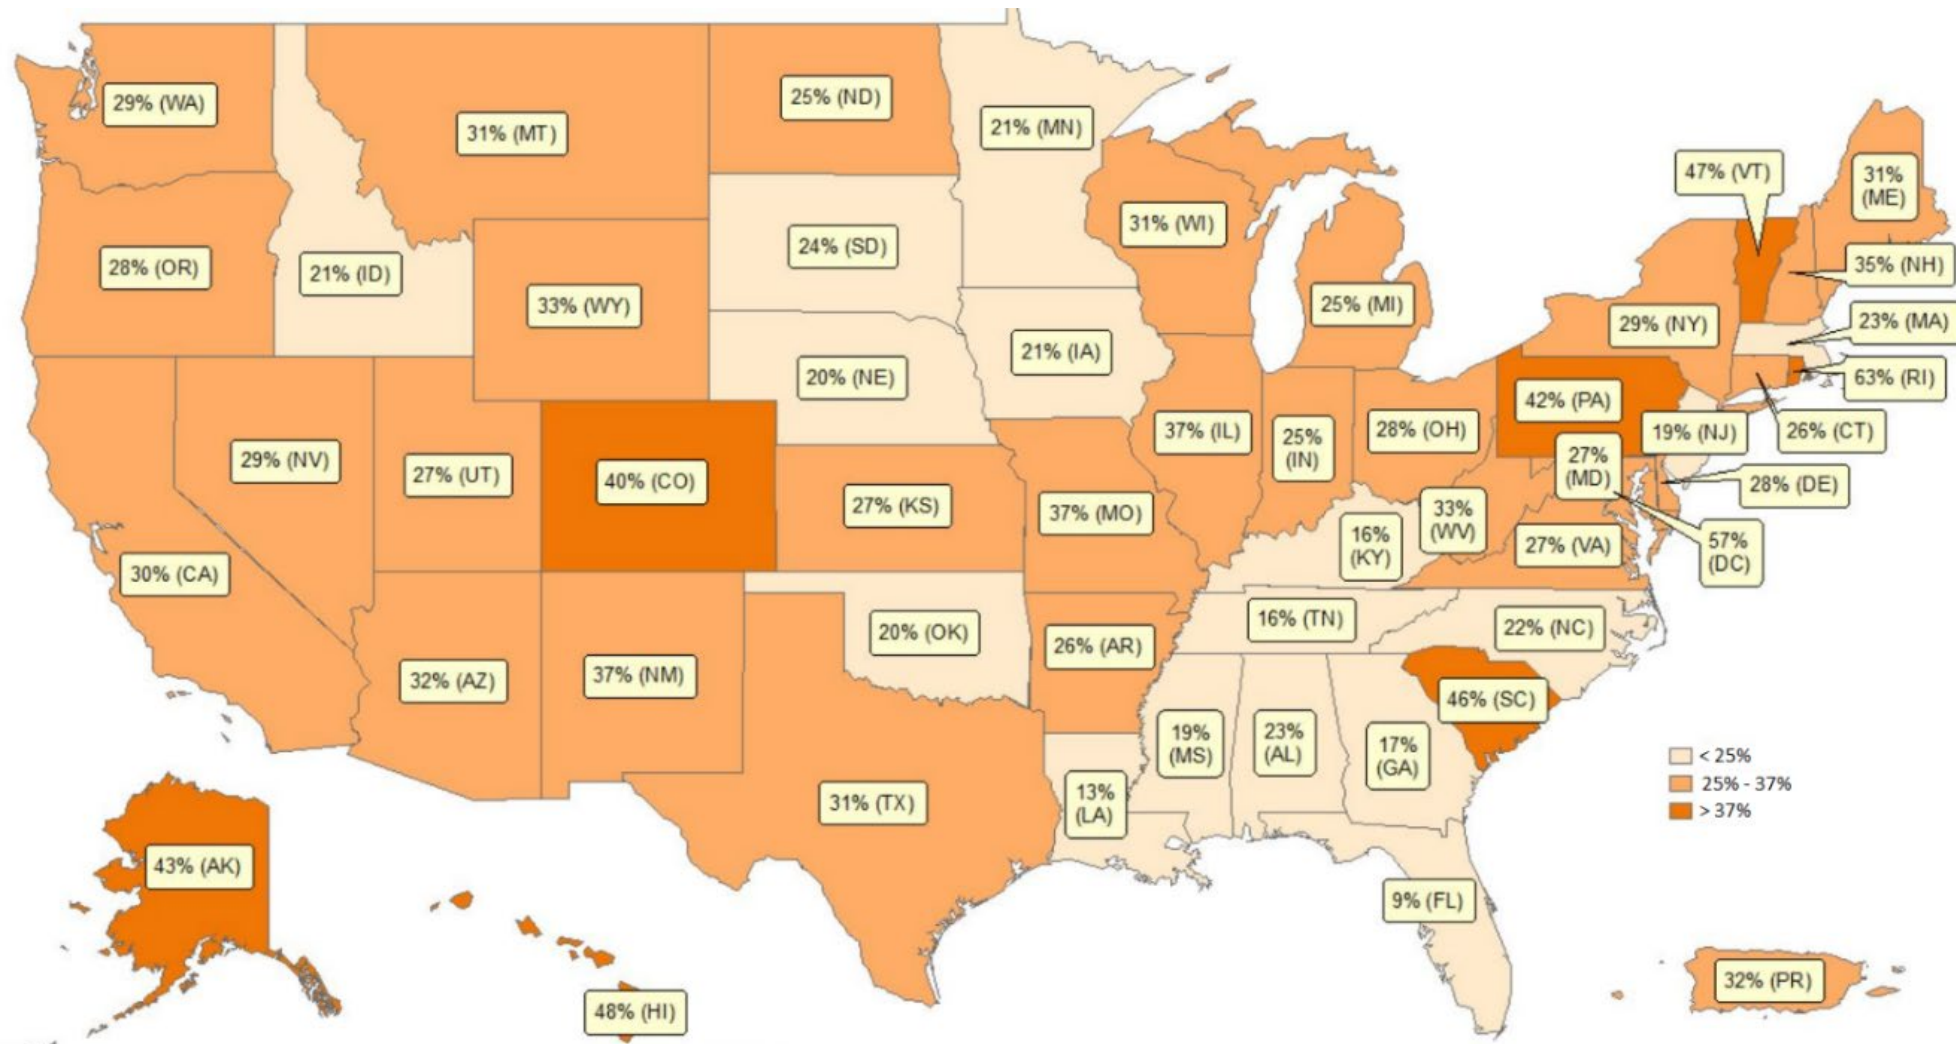 29% (WA)
31% (MT)
25% (ND)
21% (MN)
47% (VT)
31%
(ME)
28% (OR)
21% (ID)
33% (WY)
24% (SD)
31% (WI)
25% (MI)
29% (NY)
35% (NH)
23% (MA)
63% (RI)
20% (NE)
21% (IA)
42% (PA)
19% (NJ)
26% (CT)
29% (NV)
27% (UT)
40% (CO)
27% (KS)
37% (MO)
37% (IL)
25%
(IN)
28% (OH)
27%
(MD)
28% (DE)
33%
(WV)
16%
(KY)
27% (VA)
57%
(DC)
30% (CA)
32% (AZ)
37% (NM)
20% (OK)
26% (AR)
16% (TN)
22% (NC)
46% (SC)
19%
(MS)
23%
(AL)
17%
(GA)
13%
(LA)
31% (TX)
9% (FL)
43% (AK)
48% (HI)
32% (PR)
< 25%
25% - 37%
> 37%